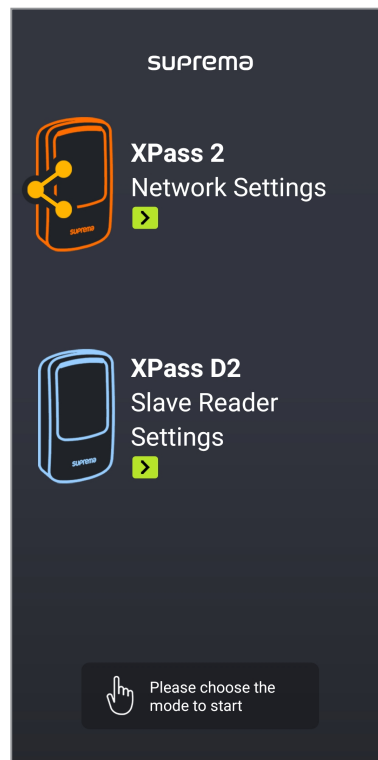 suprema
XPass 2
Network Settings
suprema
XPass D2
Slave Reader
Settings
suprema
Please choose the
mode to start